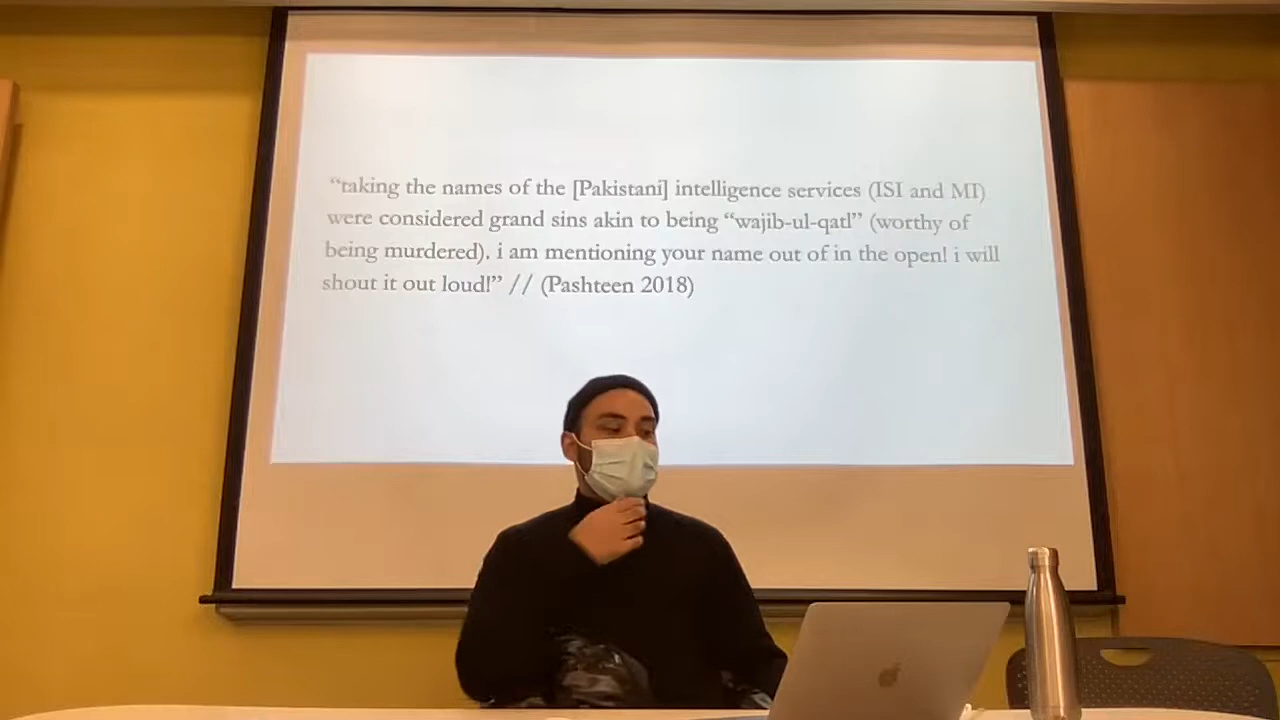 “taking the names of the [Pakistani] intelligence services (ISI and MI)
were considered grand sins akin to being “wajib-ul-qatl” (worthy of
being murdered). i am mentioning your name out of in the open! i will
shout it out loud!” // (Pashteen 2018)